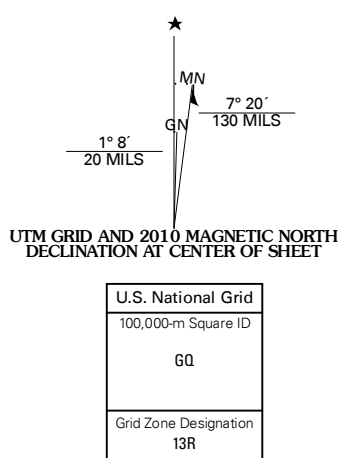 ★
MN
7° 20´
130 MILS
GN
1° 8´
20 MILS
UTM GRID AND 2010 MAGNETIC NORTH
DECLINATION AT CENTER OF SHEET
U.S. National Grid
100,000-m Square ID
GQ
Grid Zone Designation
13R